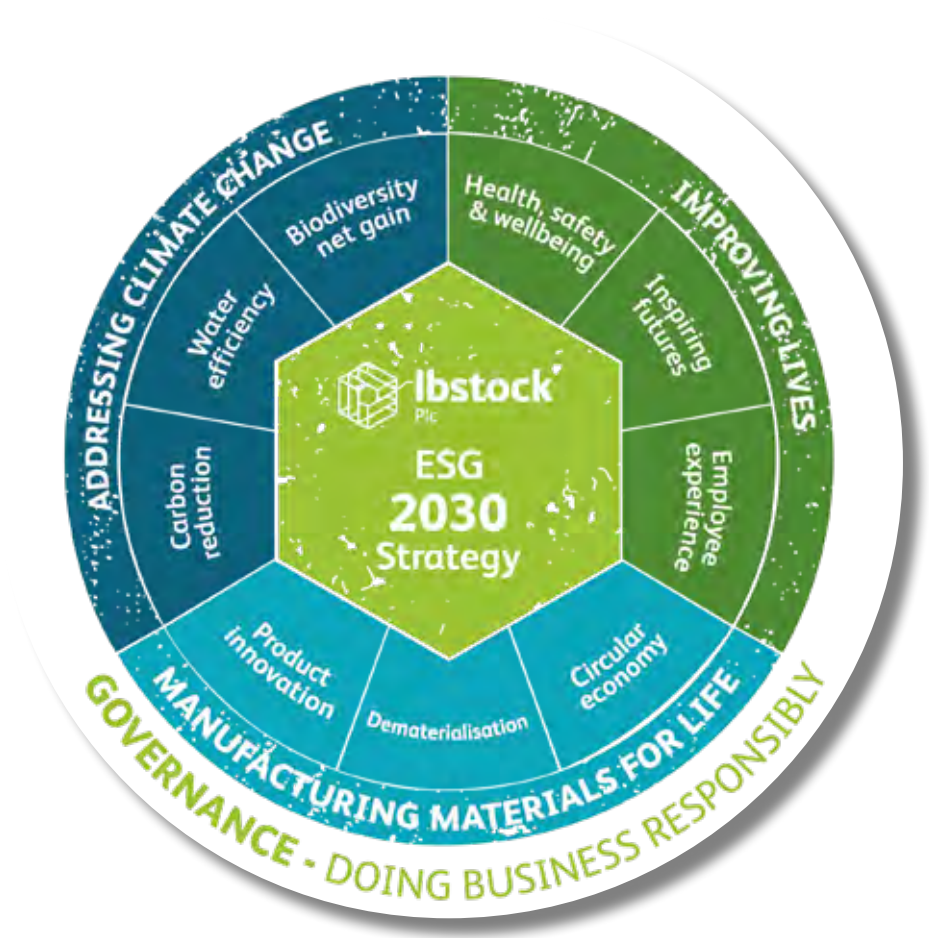 Ibstock
Plc
ESG
2030
Strategy
ADDRESSING CLIMATE CHANGE
Carbon
reduction
Water
efficiency
Biodiversity
net gain
IMPROVING LIVES
Health, safety
& wellbeing
Inspiring
futures
Employee
experience
MANUFACTURING MATERIALS FOR LIFE
Product
innovation
Dematerialisation
Circular
economy
GOVERNANCE - DOING BUSINESS RESPONSIBLY